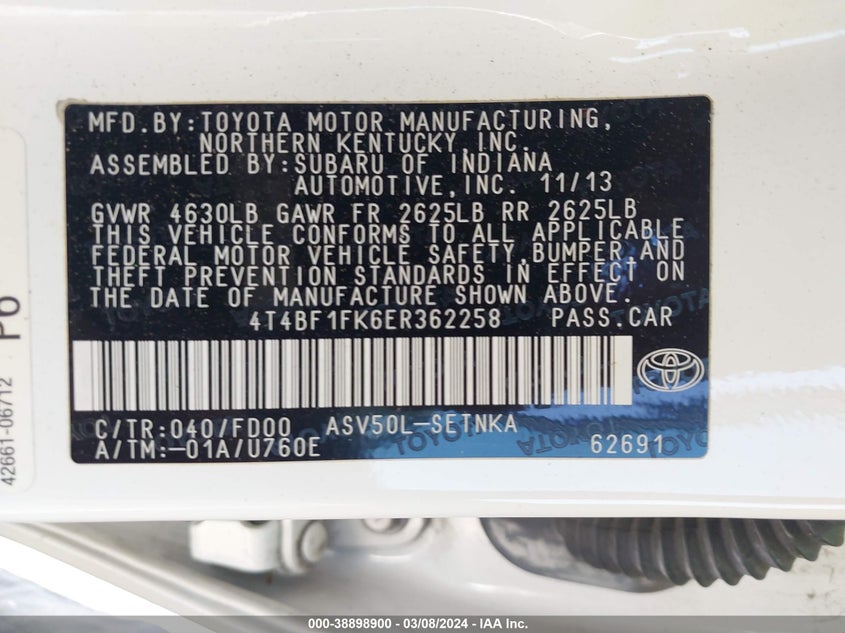 MFD.BY:TOYOTA MOTOR MANUFACTURING,
NORTHERN KENTUCKY,INC.
ASSEMBLED BY:SUBARU OF INDIANA
AUTOMOTIVE,INC. 11/13
GVWR 4630LB GAWR FR 2625LB RR 2625LB
THIS VEHICLE CONFORMS TO ALL APPLICABLE
FEDERAL MOTOR VEHICLE SAFETY,BUMPER,AND
THEFT PREVENTION STANDARDS IN EFFECT ON
THE DATE OF MANUFACTURE SHOWN ABOVE.
4T4BF1FK6ER362258 PASS.CAR
C/TR:040/FD00 ASV50L-SETNKA
A/TM:-01A/U760E 62691
42661-06712 PO
000-38898900 / 03/08/2024 - IAA Inc.